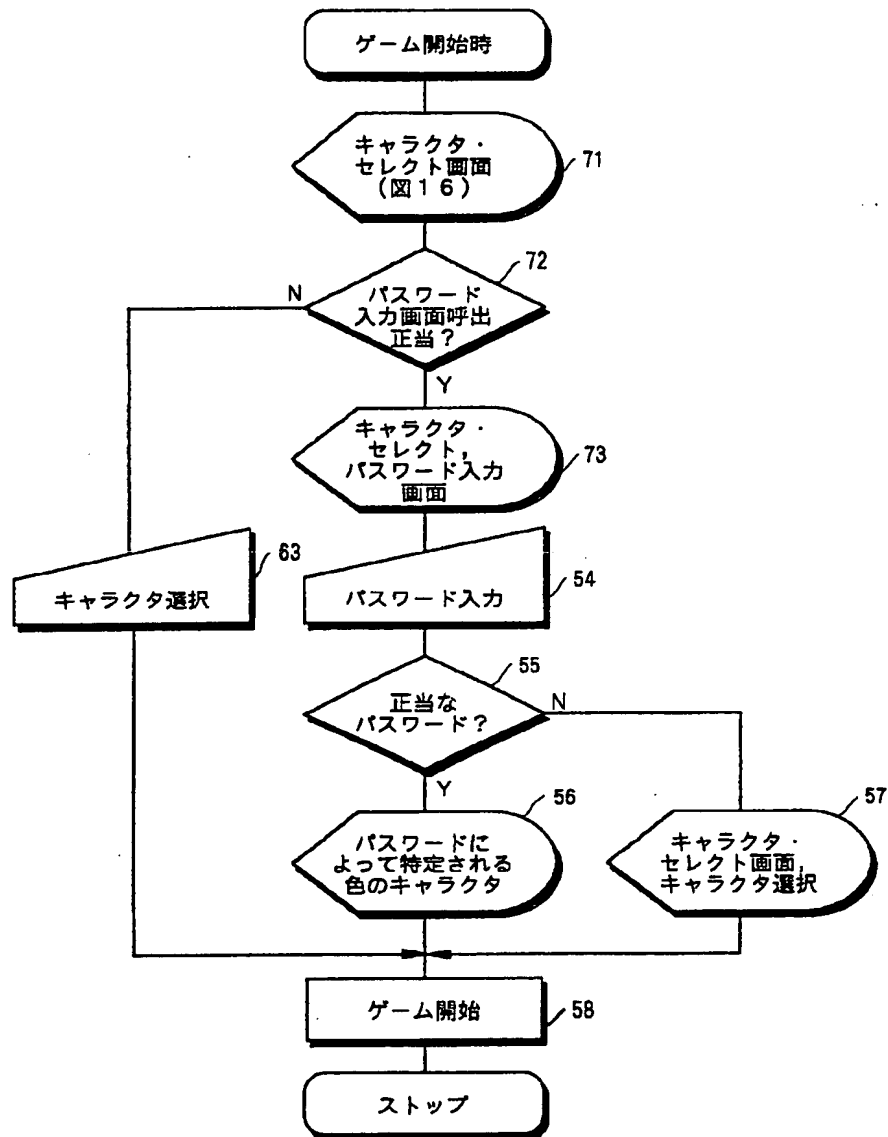 ゲーム開始時
キャラクタ・
セレクト画面
(図16)
71
72
パスワード
入力画面呼出
正当？
N
Y
キャラクタ・
セレクト,
パスワード入力
画面
73
63
キャラクタ選択
54
パスワード入力
55
正当な
パスワード？
N
Y
56
パスワードに
よって特定される
色のキャラクタ
57
キャラクタ・
セレクト画面,
キャラクタ選択
ゲーム開始
58
ストップ